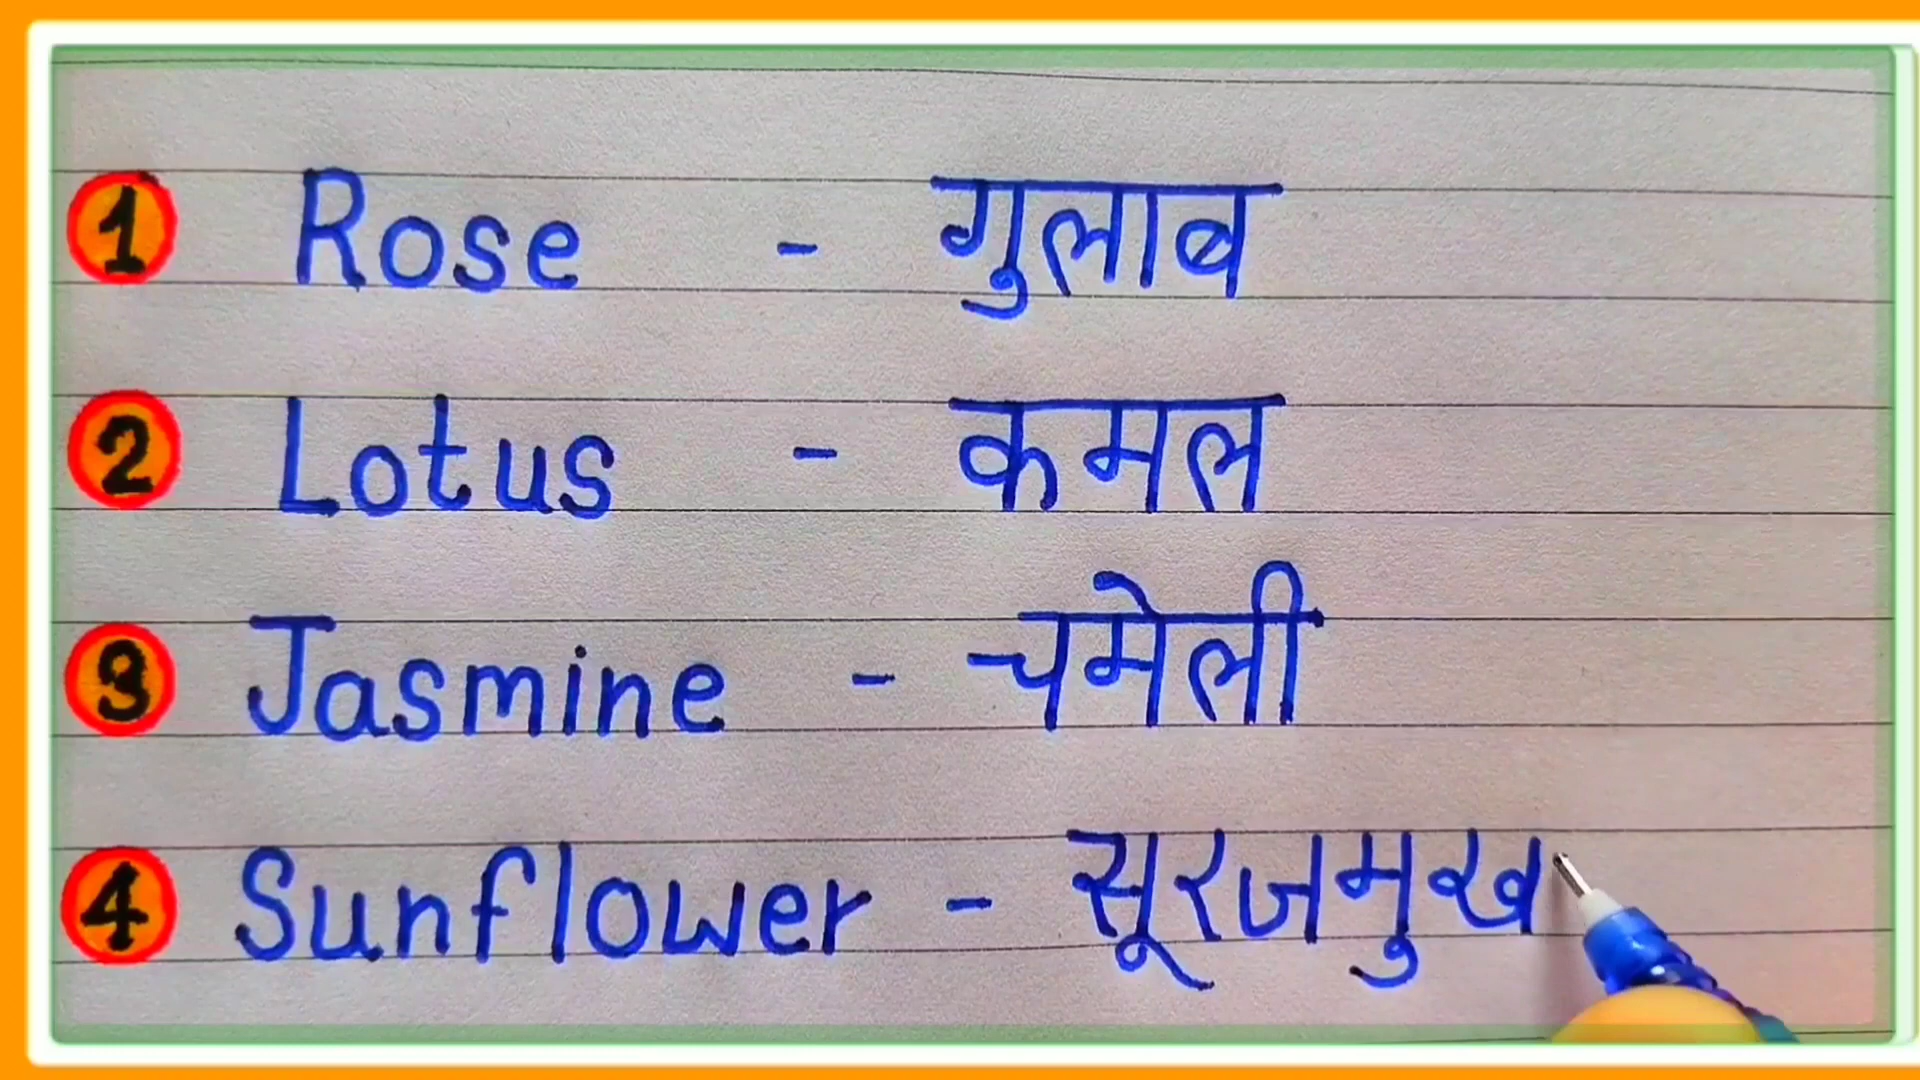 1 Rose - गुलाब
2 Lotus - कमल
3 Jasmine - चमेली
4 Sunflower - सूरजमुख